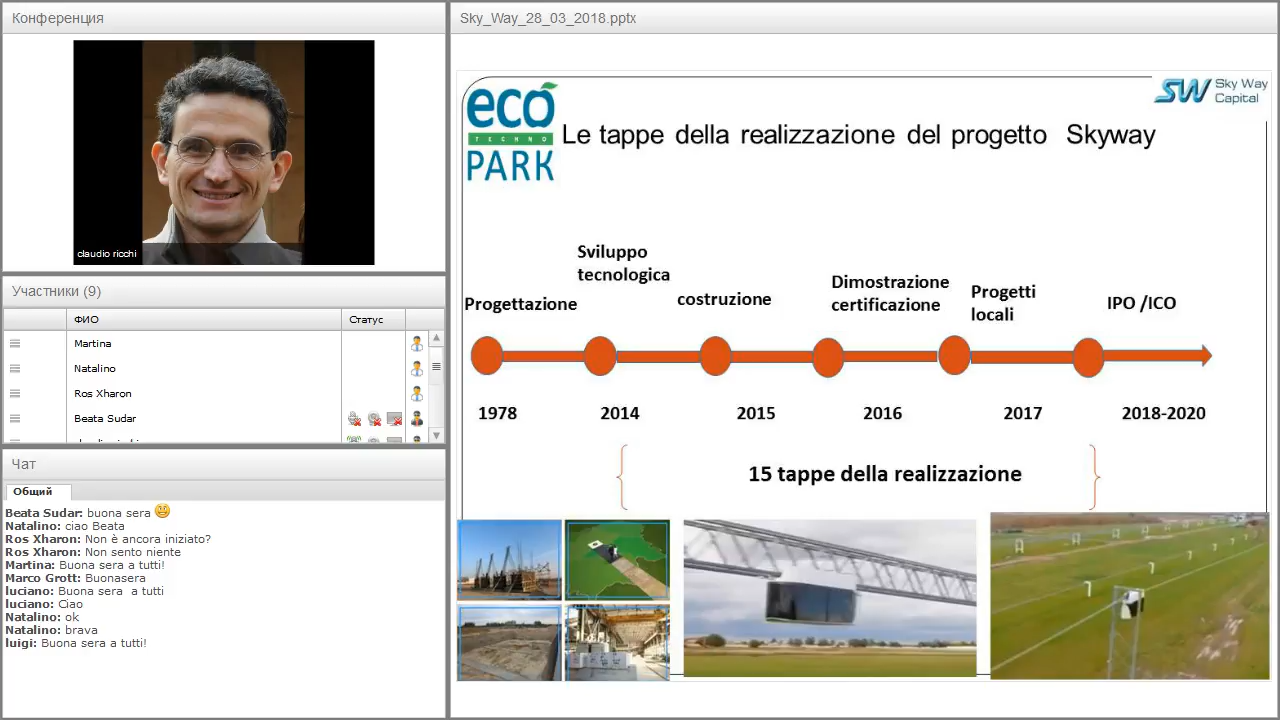 Конференция
claudio ricchi
Участники (9)
ФИО
Статус
Martina
Natalino
Ros Xharon
Beata Sudar
Чат
Общий
Beata Sudar: buona sera
Natalino: ciao Beata
Ros Xharon: Non è ancora iniziato?
Ros Xharon: Non sento niente
Martina: Buona sera a tutti!
Marco Grott: Buonasera
luciano: Buona sera a tutti
luciano: Ciao
Natalino: ok
Natalino: brava
luigi: Buona sera a tutti!
Sky_Way_28_03_2018.pptx
eco
TECHNO
PARK
SW Sky Way
Capital
Le tappe della realizzazione del progetto Skyway
Progettazione
Sviluppo
tecnologica
costruzione
Dimostrazione
certificazione
Progetti
locali
IPO /ICO
1978
2014
2015
2016
2017
2018-2020
15 tappe della realizzazione